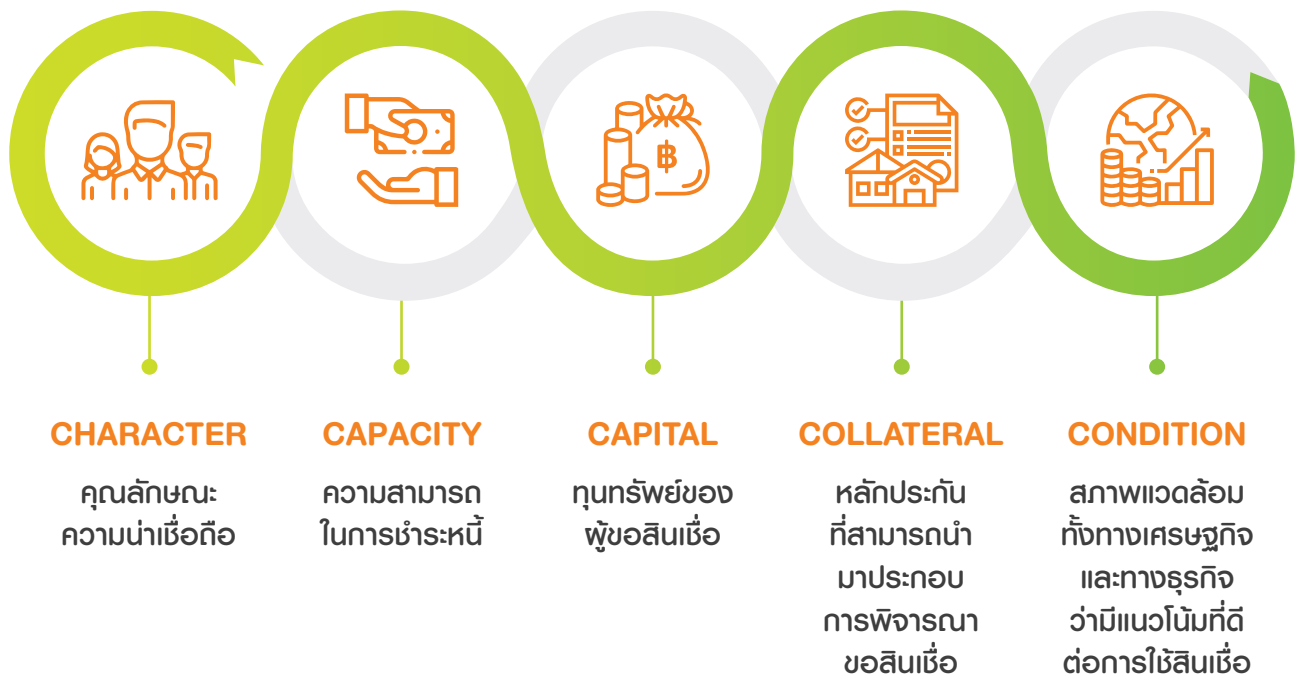 ฿
CHARACTER
คุณลักษณะ
ความน่าเชื่อถือ
CAPACITY
ความสามารถ
ในการชำระหนี้
CAPITAL
ทุนทรัพย์ของ
ผู้ขอสินเชื่อ
COLLATERAL
หลักประกัน
ที่สามารถนำ
มาประกอบ
การพิจารณา
ขอสินเชื่อ
CONDITION
สภาพแวดล้อม
ทั้งทางเศรษฐกิจ
และทางธุรกิจ
ว่ามีแนวโน้มที่ดี
ต่อการใช้สินเชื่อ